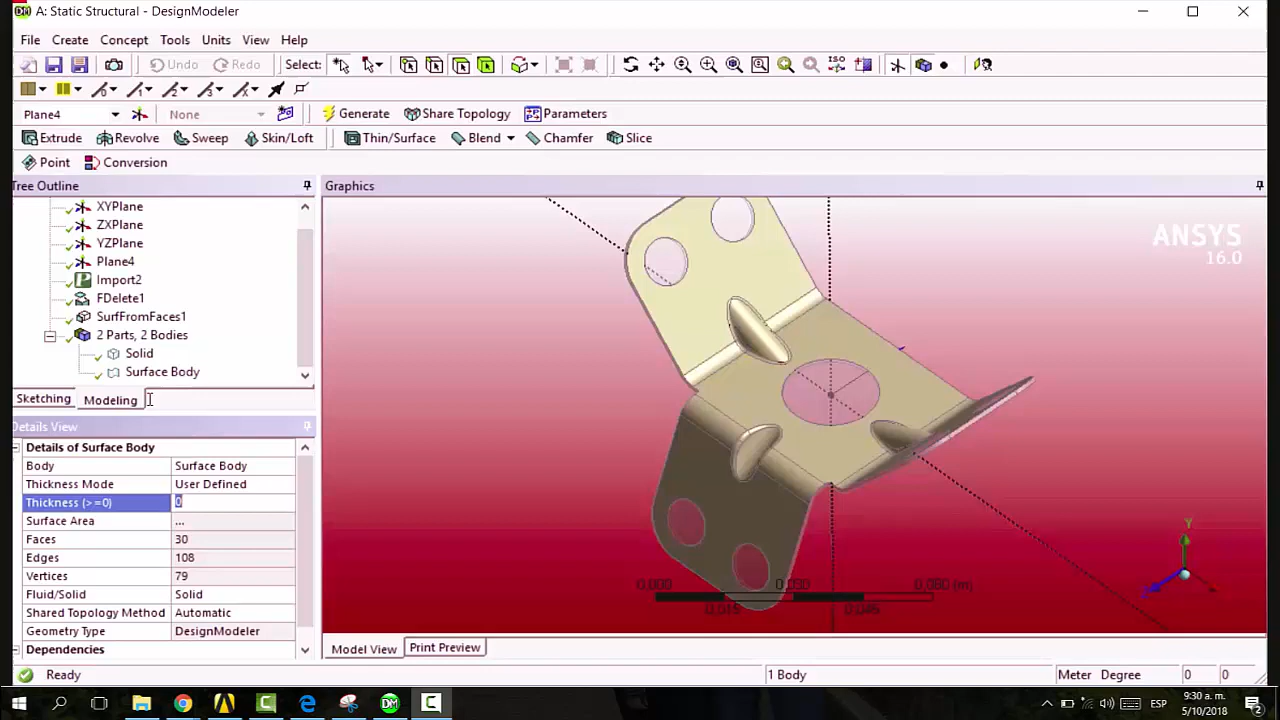 A: Static Structural - DesignModeler
File Create Concept Tools Units View Help
Undo Redo Select: ISO
Plane4 None Generate Share Topology Parameters
Extrude Revolve Sweep Skin/Loft Thin/Surface Blend Chamfer Slice
Point Conversion
Tree Outline
Graphics
XYPlane
ZXPlane
YZPlane
Plane4
Import2
FDelete1
SurfFromFaces1
2 Parts, 2 Bodies
Solid
Surface Body
Sketching Modeling
Details View
Details of Surface Body
Body Surface Body
Thickness Mode User Defined
Thickness (>=0) 0
Surface Area ...
Faces 30
Edges 108
Vertices 79
Fluid/Solid Solid
Shared Topology Method Automatic
Geometry Type DesignModeler
Dependencies
ANSYS
16.0
0,000 0,030 0,060 (m)
0,015 0,045
Y
Model View Print Preview
Ready 1 Body Meter Degree 0 0
ESP
9:30 a. m.
5/10/2018
2